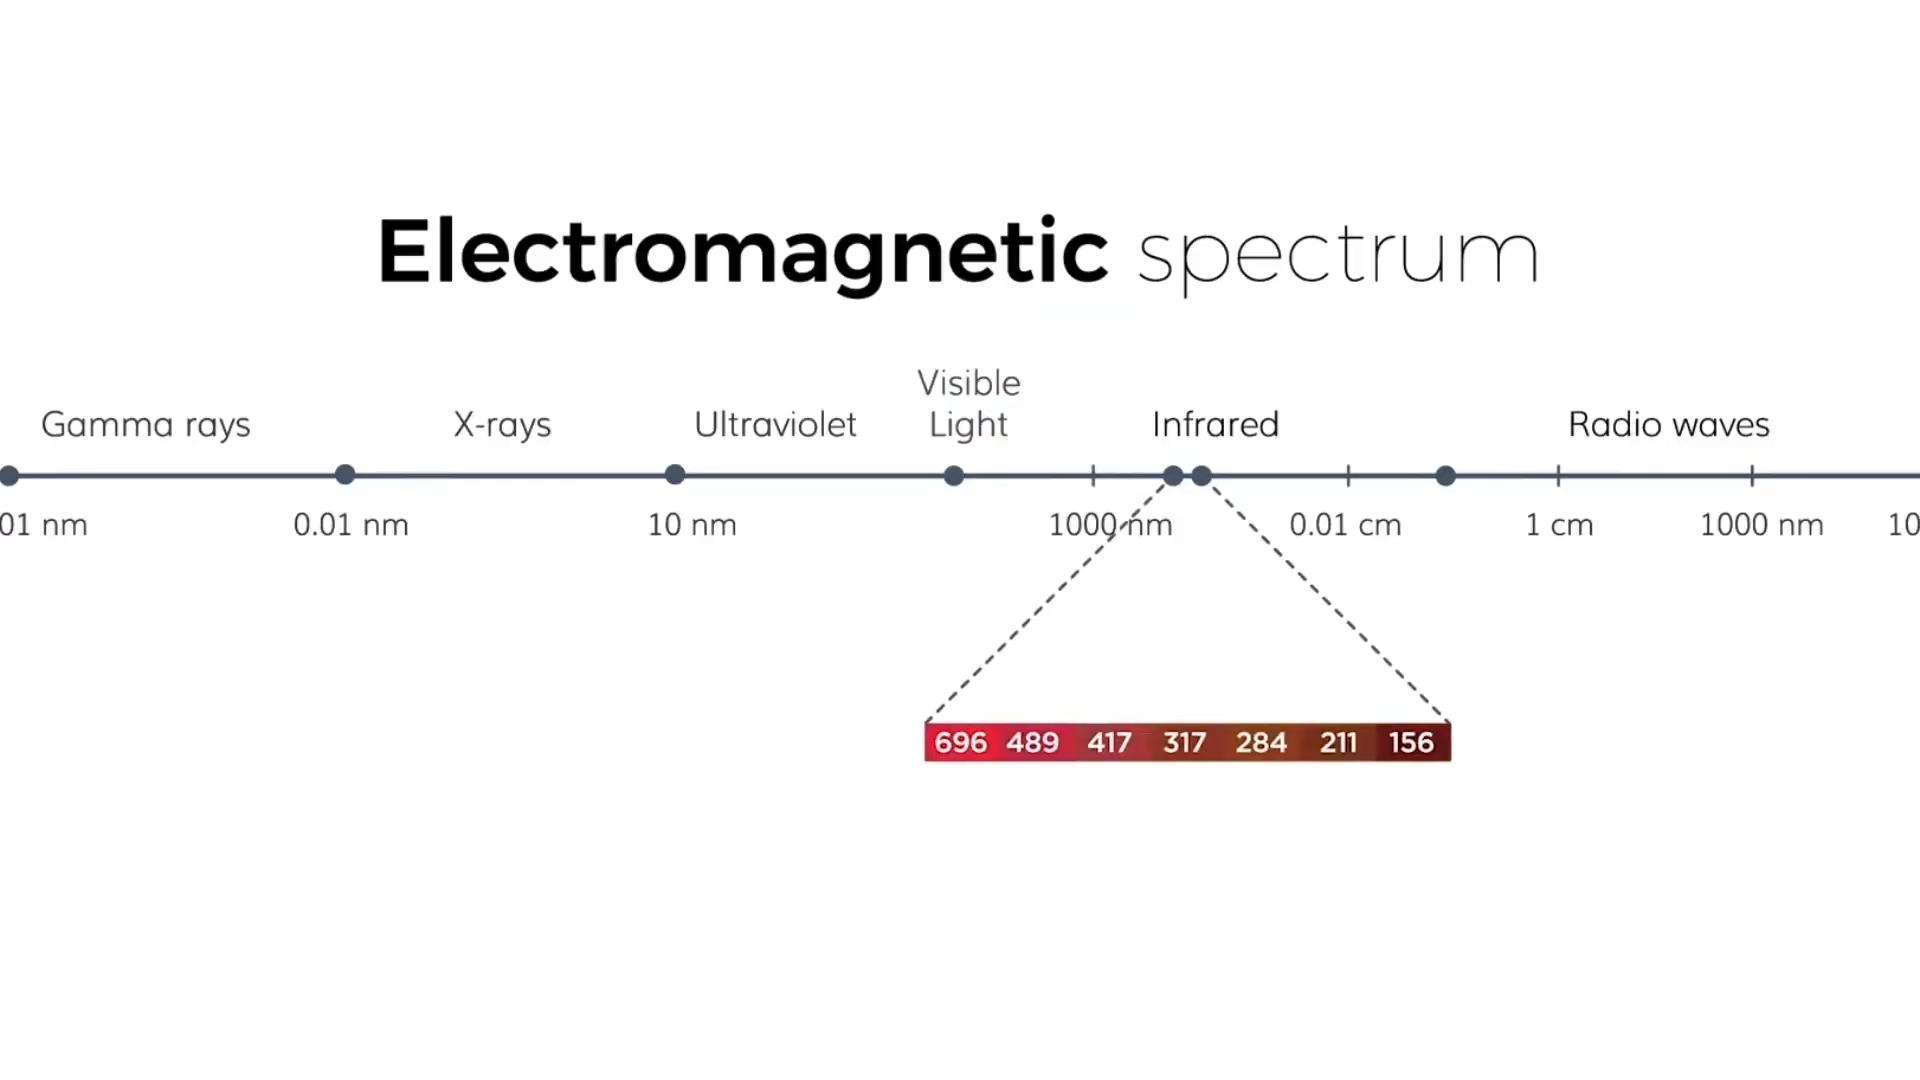 Electromagnetic spectrum
Visible
Gamma rays X-rays Ultraviolet Light Infrared Radio waves
01 nm 0.01 nm 10 nm 1000 nm 0.01 cm 1 cm 1000 nm 10
696 489 417 317 284 211 156